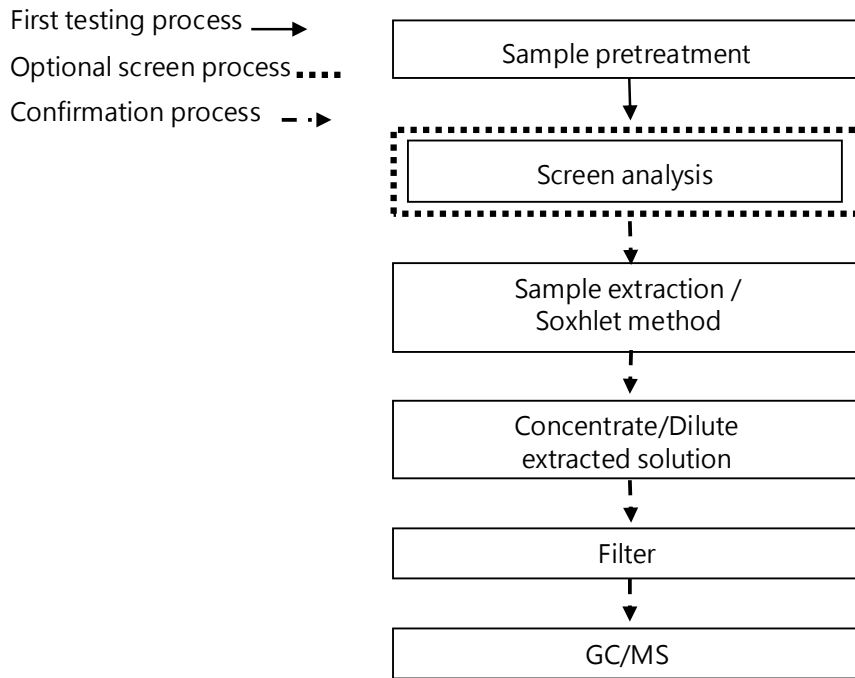 First testing process
Optional screen process
Confirmation process
Sample pretreatment
Screen analysis
Sample extraction /
Soxhlet method
Concentrate/Dilute
extracted solution
Filter
GC/MS